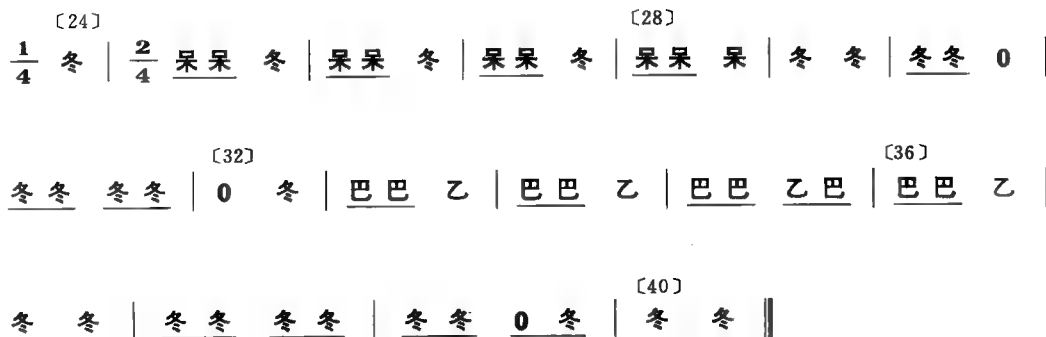 〔24〕 〔28〕
1/4 冬 | 2/4 呆呆 冬 | 呆呆 冬 | 呆呆 冬 | 呆呆 呆 | 冬 冬 | 冬冬 0 |
〔32〕 〔36〕
冬冬 冬冬 | 0 冬 | 巴巴 乙 | 巴巴 乙 | 巴巴 乙巴 | 巴巴 乙 |
〔40〕
冬 冬 | 冬冬 冬冬 | 冬冬 0冬 | 冬 冬 ‖